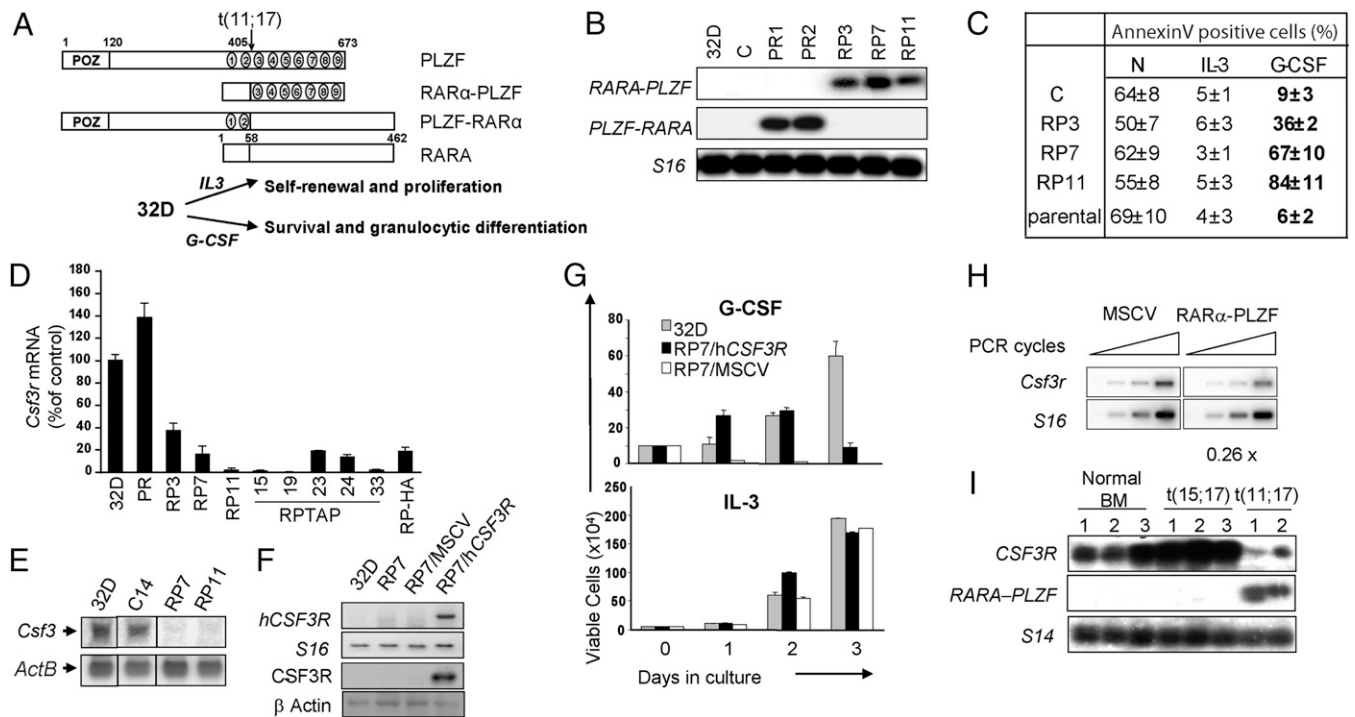 A
t(11;17)
1 120 405 673
POZ 1 2 3 4 5 6 7 8 9 PLZF
3 4 5 6 7 8 9 RARα-PLZF
POZ 1 2 PLZF-RARα
1 58 462
RARA
IL3 Self-renewal and proliferation
32D
G-CSF Survival and granulocytic differentiation
B
32D C PR1 PR2 RP3 RP7 RP11
RARA-PLZF
PLZF-RARA
S16
C
AnnexinV positive cells (%)
N IL-3 G-CSF
C 64±8 5±1 9±3
RP3 50±7 6±3 36±2
RP7 62±9 3±1 67±10
RP11 55±8 5±3 84±11
parental 69±10 4±3 6±2
D
Csf3r mRNA
(%of control)
180
160
140
120
100
80
60
40
20
0
32D PR RP3 RP7 RP11 15 19 23 24 33 RP-HA
RPTAP
E
32D C14 RP7 RP11
Csf3
ActB
F
32D RP7 RP7/MSCV RP7/hCSF3R
hCSF3R
S16
CSF3R
β Actin
G
G-CSF
32D
RP7/hCSF3R
RP7/MSCV
80
60
40
20
0
IL-3
200
150
100
50
0
Viable Cells (x10⁴)
0 1 2 3
Days in culture
H
MSCV RARα-PLZF
PCR cycles
Csf3r
S16
0.26 x
I
Normal
BM t(15;17) t(11;17)
1 2 3 1 2 3 1 2
CSF3R
RARA–PLZF
S14